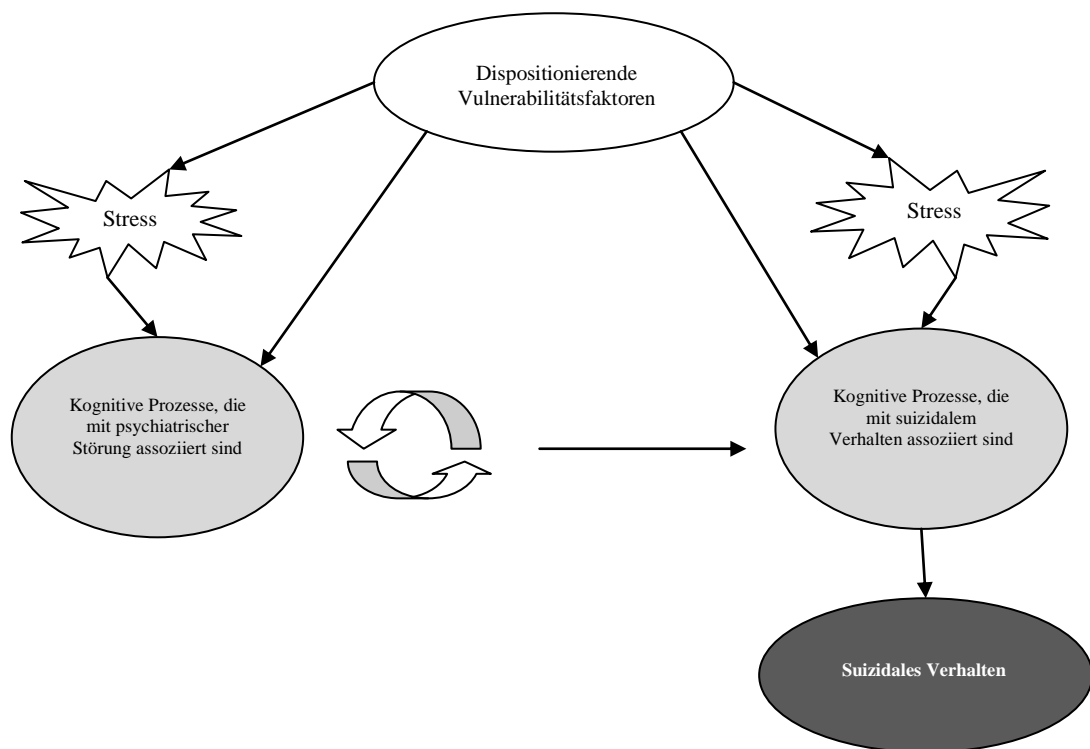 Dispositionierende
Vulnerabilitätsfaktoren
Stress
Stress
Kognitive Prozesse, die
mit psychiatrischer
Störung assoziiert sind
Kognitive Prozesse, die
mit suizidalem
Verhalten assoziiert sind
Suizidales Verhalten